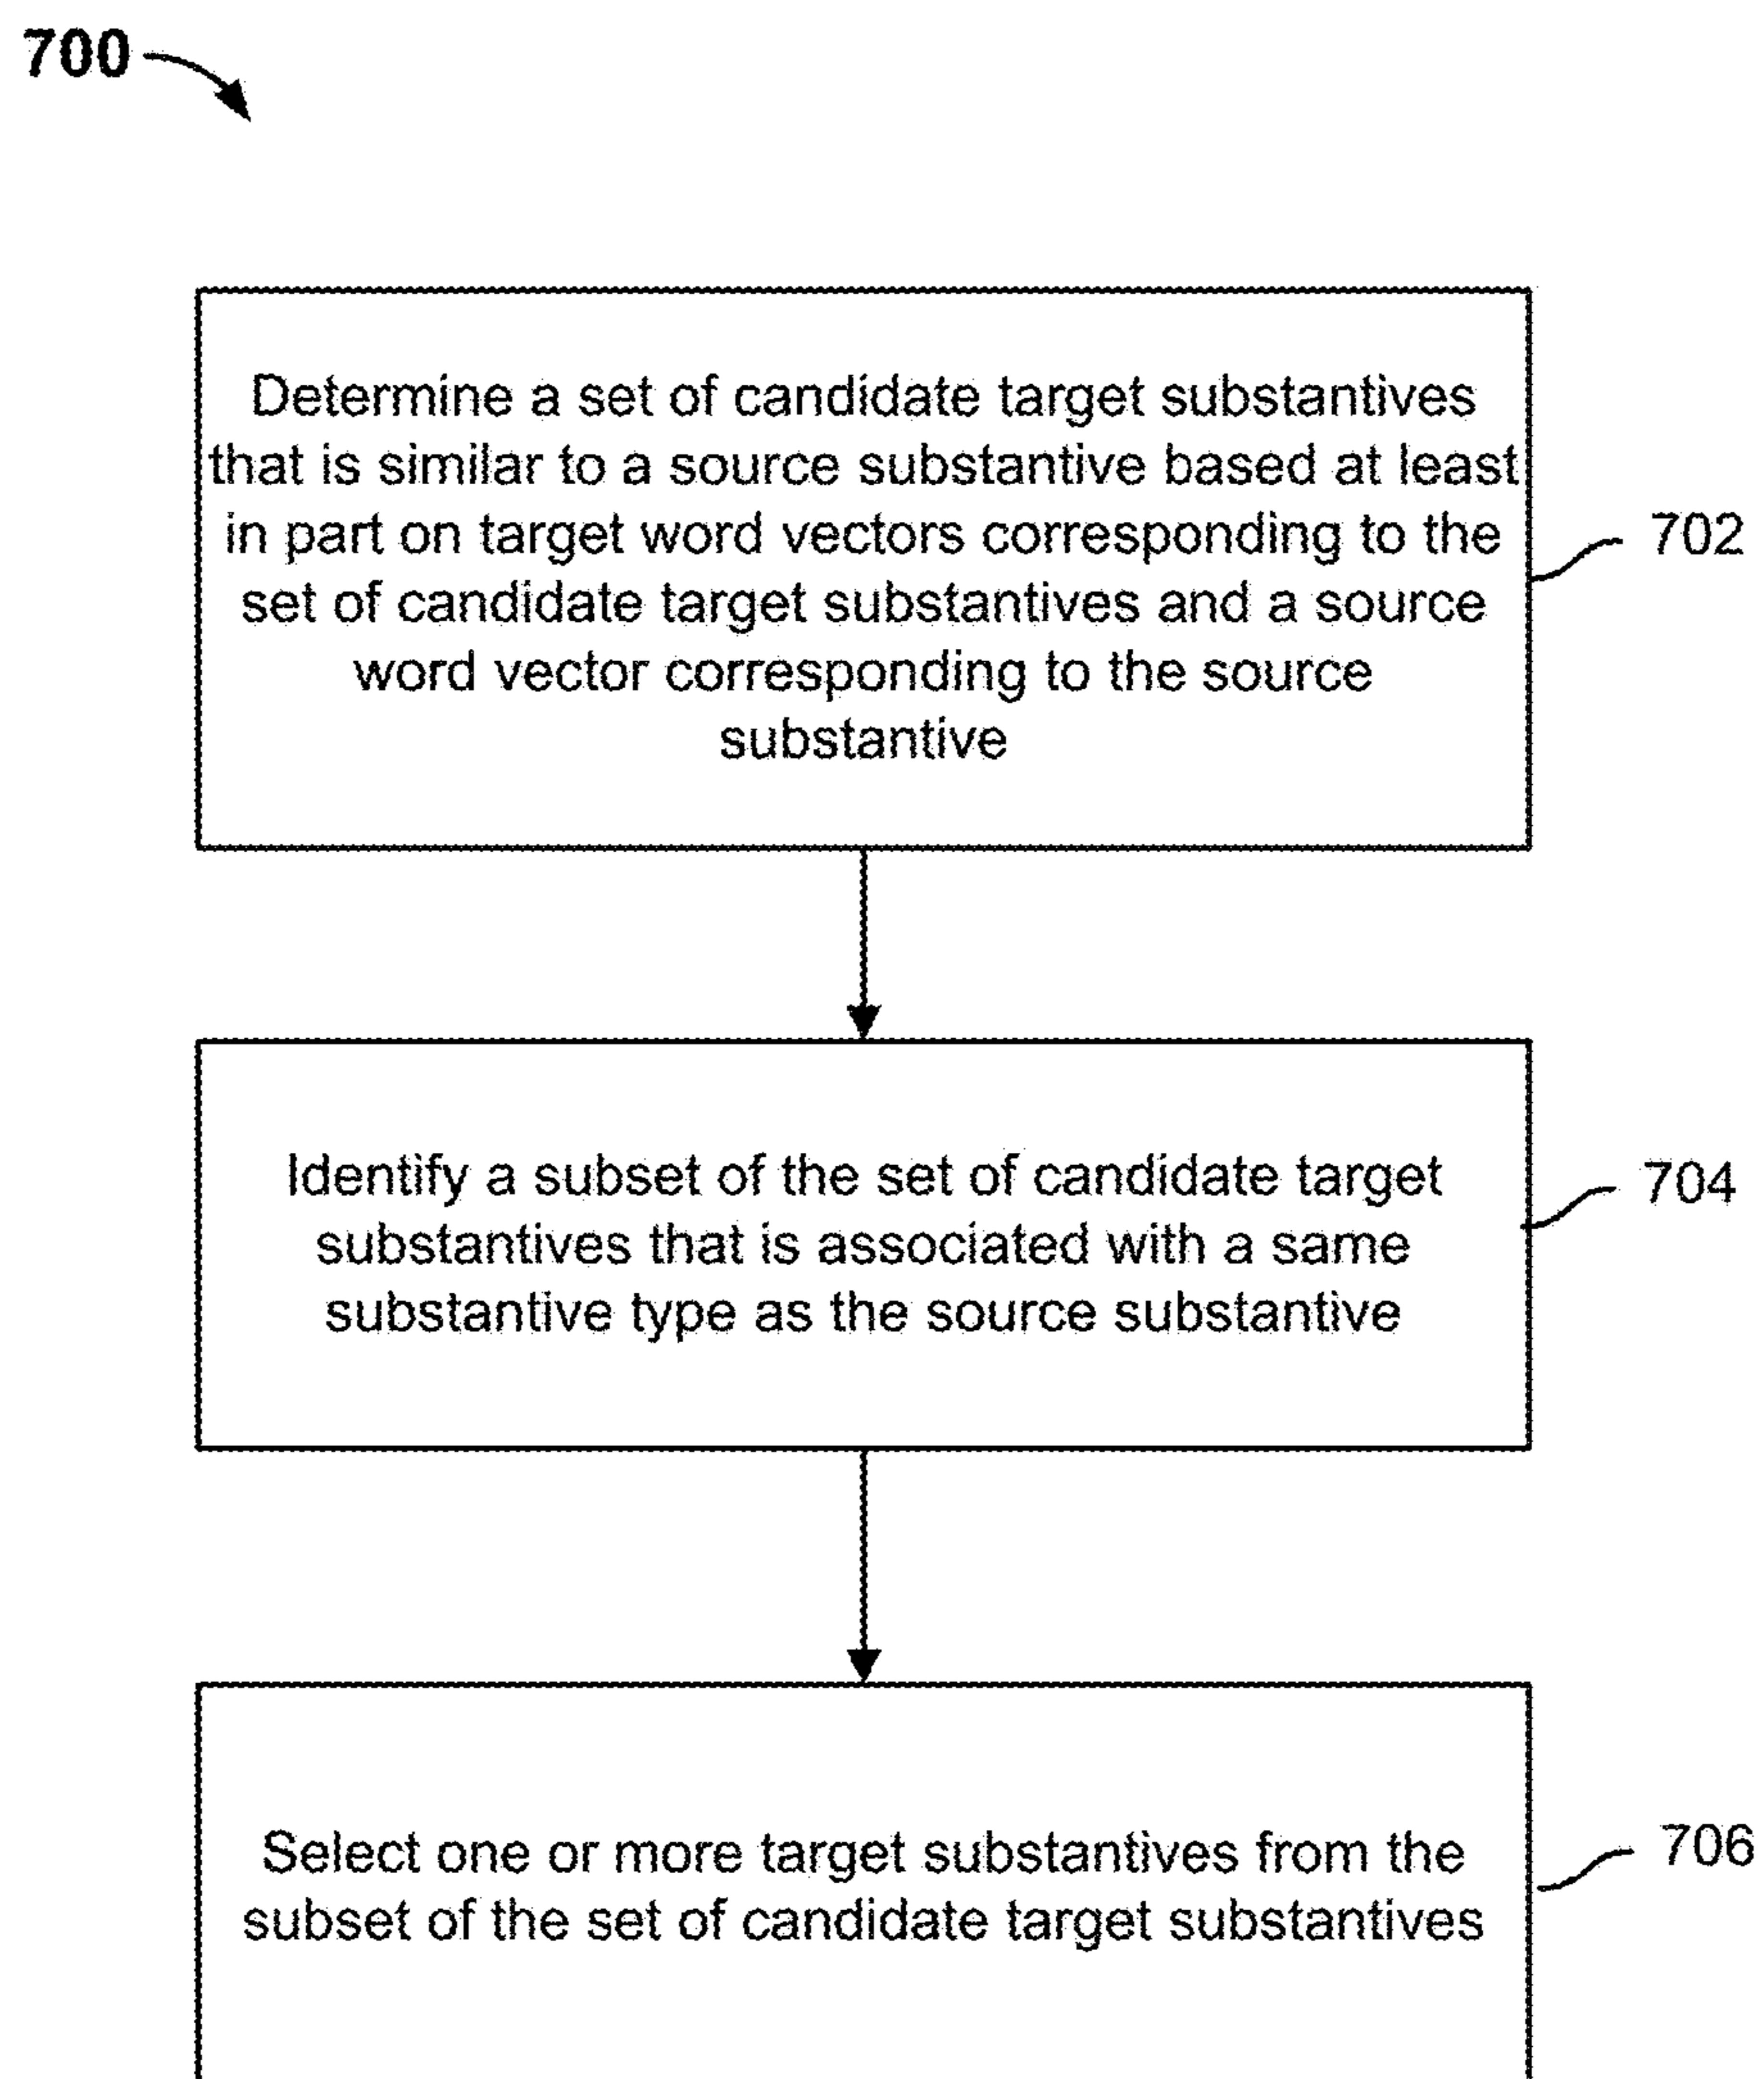 700
Determine a set of candidate target substantives
that is similar to a source substantive based at least
in part on target word vectors corresponding to the
set of candidate target substantives and a source
word vector corresponding to the source
substantive
702
Identify a subset of the set of candidate target
substantives that is associated with a same
substantive type as the source substantive
704
Select one or more target substantives from the
subset of the set of candidate target substantives
706